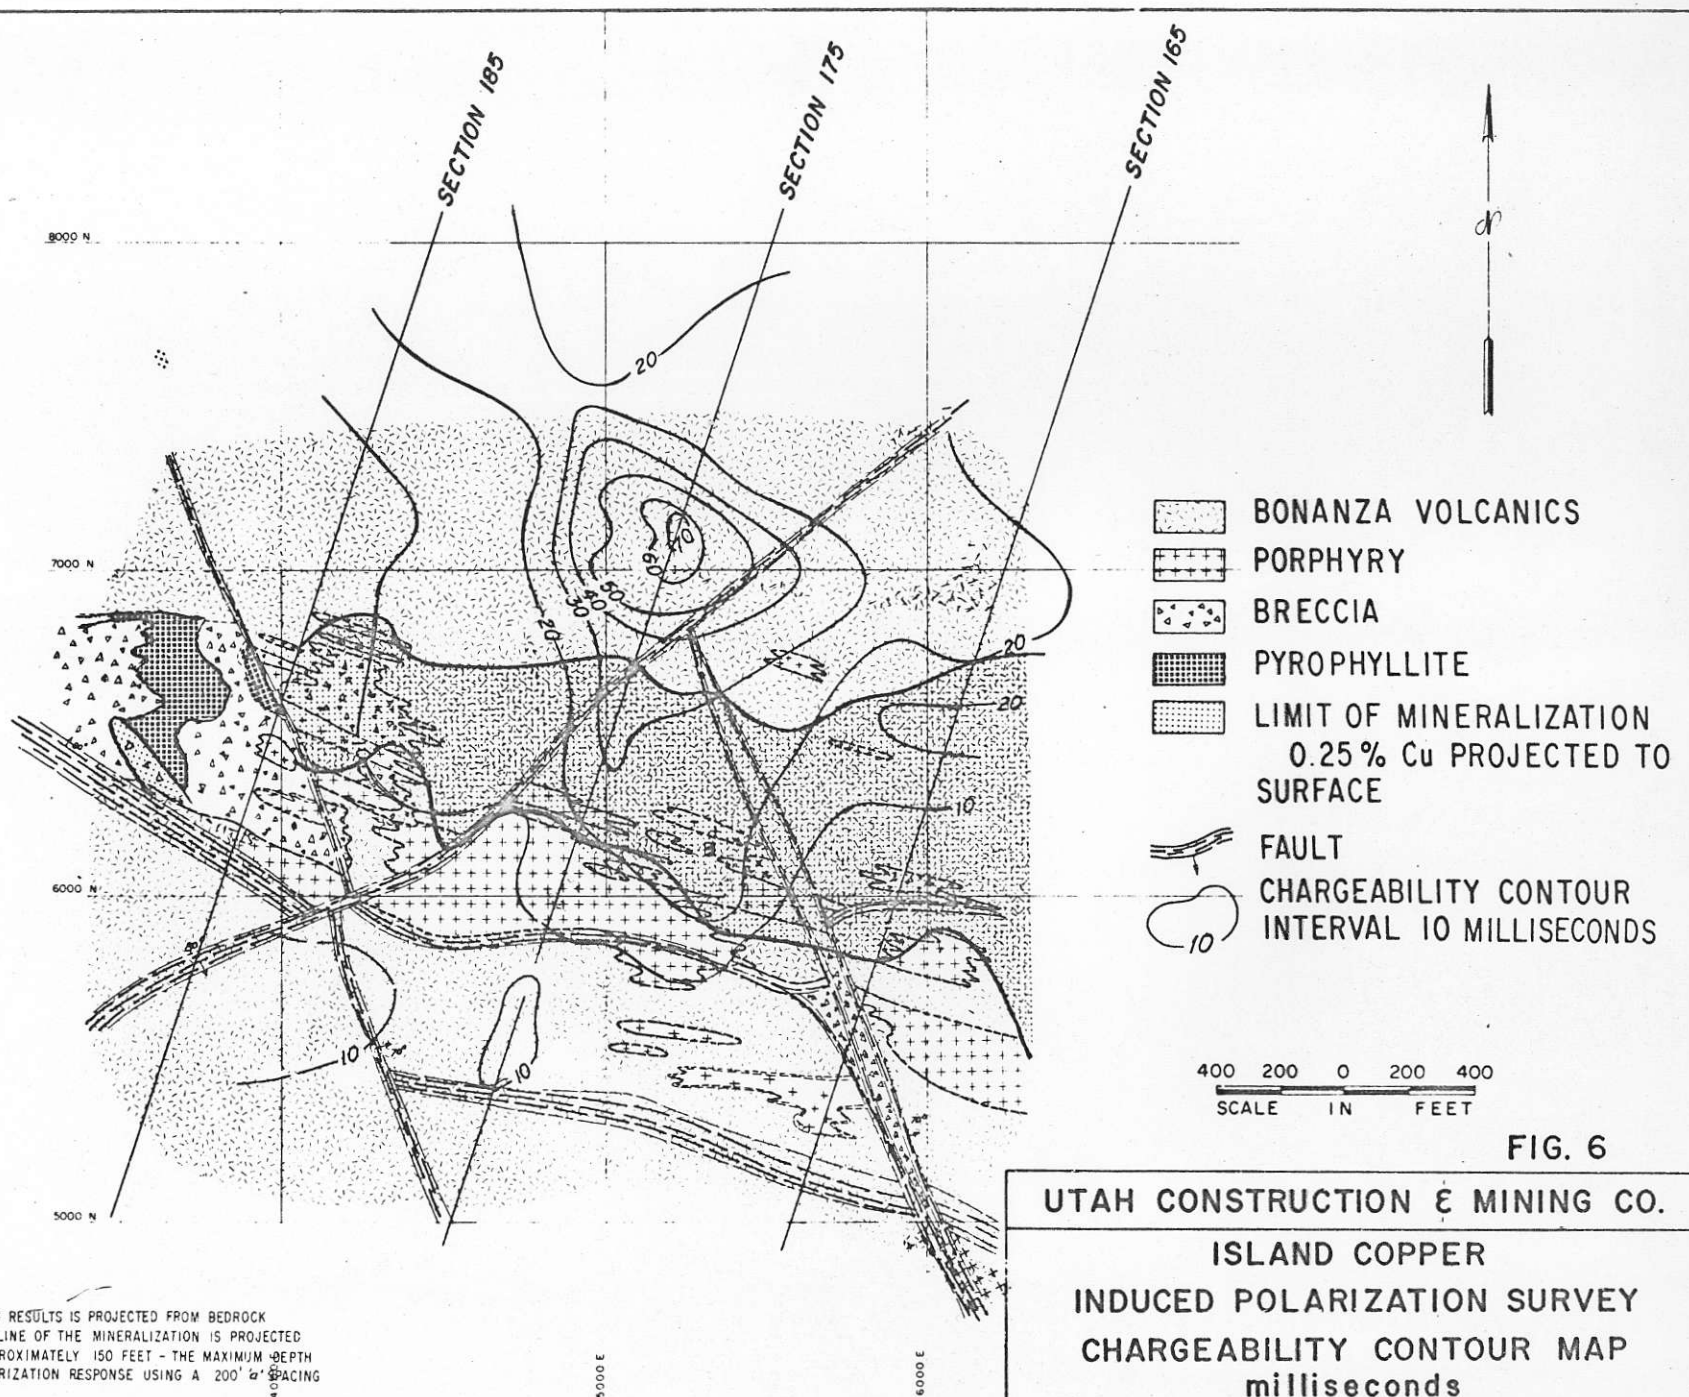 SECTION 185
SECTION 175
SECTION 165
N
8000 N
20
7000 N
70
60
50
40
30
20
20
20
10
6000 N
10
10
5000 N
BONANZA VOLCANICS
PORPHYRY
BRECCIA
PYROPHYLLITE
LIMIT OF MINERALIZATION
0.25% Cu PROJECTED TO
SURFACE
FAULT
CHARGEABILITY CONTOUR
INTERVAL 10 MILLISECONDS
10
400 200 0 200 400
SCALE IN FEET
FIG. 6
UTAH CONSTRUCTION & MINING CO.
ISLAND COPPER
INDUCED POLARIZATION SURVEY
CHARGEABILITY CONTOUR MAP
milliseconds
RESULTS IS PROJECTED FROM BEDROCK
LINE OF THE MINERALIZATION IS PROJECTED
ROXIMATELY 150 FEET - THE MAXIMUM DEPTH
RIZATION RESPONSE USING A 200' "a" SPACING
6000 E